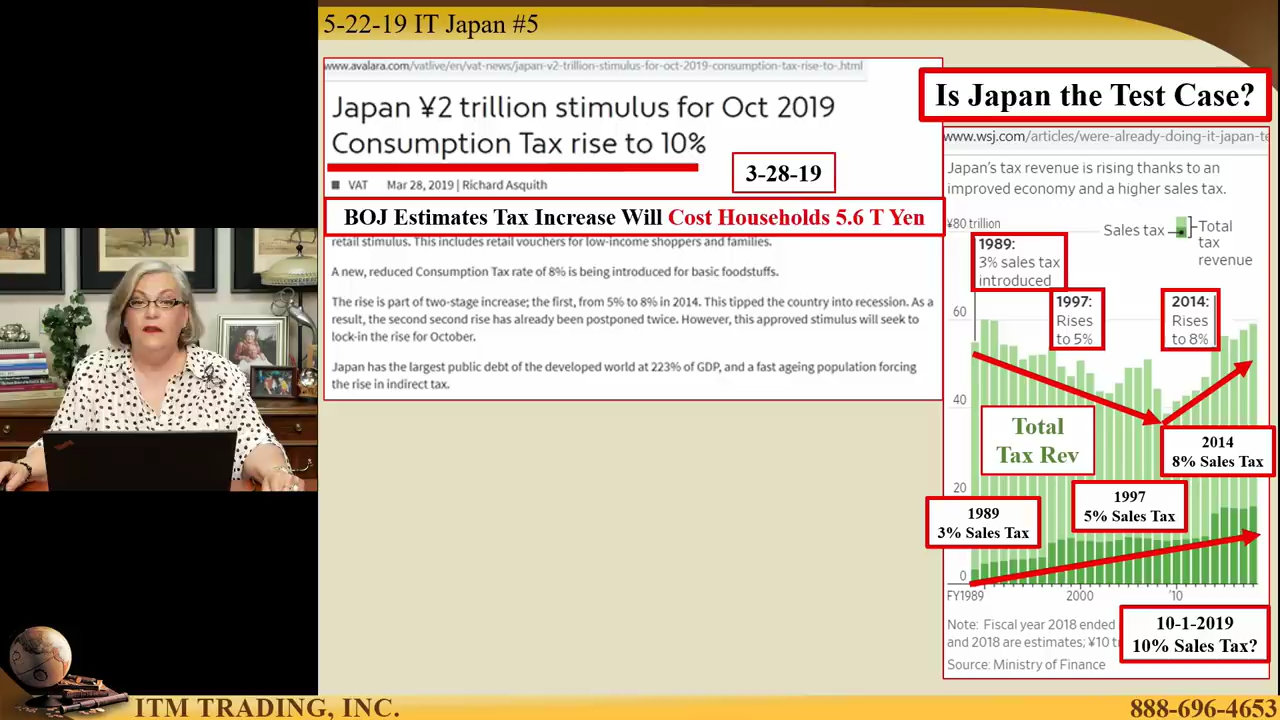 5-22-19 IT Japan #5
www.avalara.com/vatlive/en/vat-news/japan-v2-trillion-stimulus-for-oct-2019-consumption-tax-rise-to-.html
Japan ¥2 trillion stimulus for Oct 2019
Consumption Tax rise to 10%
3-28-19
VAT Mar 28, 2019 | Richard Asquith
BOJ Estimates Tax Increase Will Cost Households 5.6 T Yen
retail stimulus. This includes retail vouchers for low-income shoppers and families.
A new, reduced Consumption Tax rate of 8% is being introduced for basic foodstuffs.
The rise is part of two-stage increase; the first, from 5% to 8% in 2014. This tipped the country into recession. As a
result, the second second rise has already been postponed twice. However, this approved stimulus will seek to
lock-in the rise for October.
Japan has the largest public debt of the developed world at 223% of GDP, and a fast ageing population forcing
the rise in indirect tax.
Is Japan the Test Case?
www.wsj.com/articles/were-already-doing-it-japan-te
Japan's tax revenue is rising thanks to an
improved economy and a higher sales tax.
¥80 trillion
Sales tax
Total
tax
revenue
1989:
3% sales tax
introduced
1997:
Rises
to 5%
2014:
Rises
to 8%
60
40
Total
Tax Rev
2014
8% Sales Tax
20
1997
5% Sales Tax
1989
3% Sales Tax
0
FY1989 2000 '10
Note: Fiscal year 2018 ended
and 2018 are estimates; ¥10 t
10-1-2019
10% Sales Tax?
Source: Ministry of Finance
ITM TRADING, INC.
888-696-4653